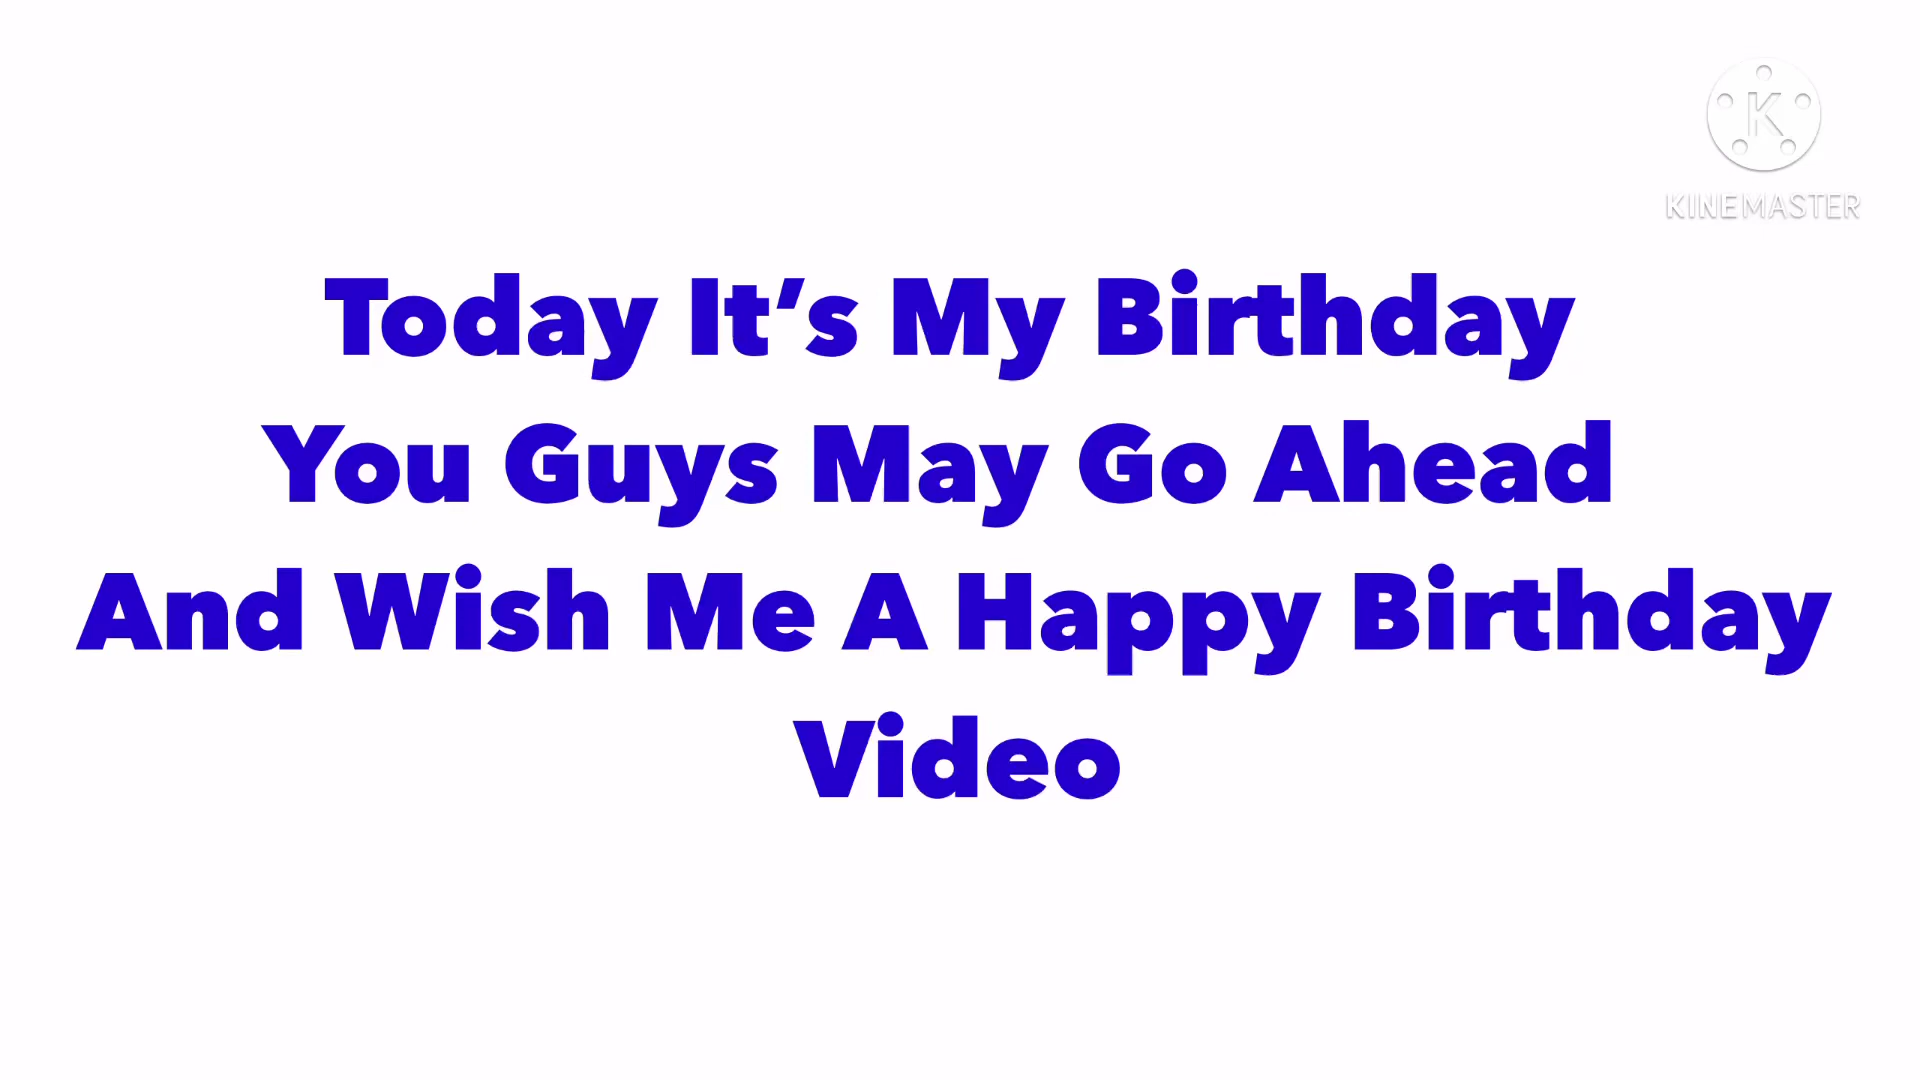 K
KINEMASTER
Today It’s My Birthday
You Guys May Go Ahead
And Wish Me A Happy Birthday
Video